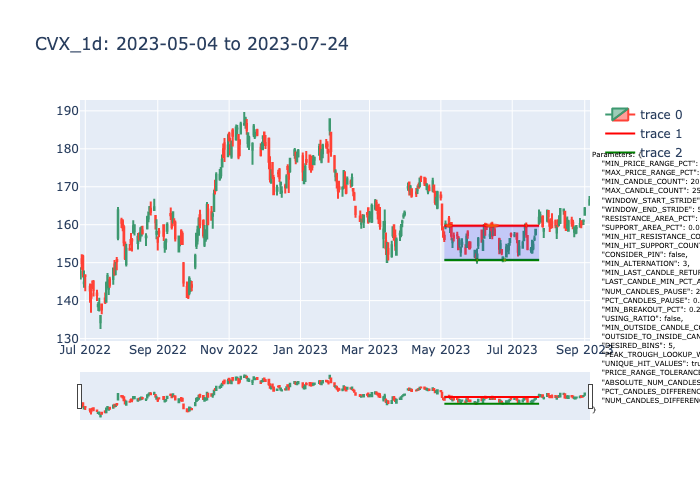 CVX_1d: 2023-05-04 to 2023-07-24
190
180
170
160
150
140
130
Jul 2022
Sep 2022
Nov 2022
Jan 2023
Mar 2023
May 2023
Jul 2023
Sep 2023
trace 0
trace 1
trace 2
Parameters: {
"MIN_PRICE_RANGE_PCT":
"MAX_PRICE_RANGE_PCT":
"MIN_CANDLE_COUNT": 20
"MAX_CANDLE_COUNT": 25
"WINDOW_START_STRIDE"
"WINDOW_END_STRIDE": 5
"RESISTANCE_AREA_PCT":
"SUPPORT_AREA_PCT": 0.0
"MIN_HIT_RESISTANCE_CO
"MIN_HIT_SUPPORT_COUN
"CONSIDER_PIN": false,
"MIN_ALTERNATION": 3,
"MIN_LAST_CANDLE_RETUR
"LAST_CANDLE_MIN_PCT_A
"NUM_CANDLES_PAUSE": 2
"PCT_CANDLES_PAUSE": 0.
"MIN_BREAKOUT_PCT": 0.2
"USING_RATIO": false,
"MIN_OUTSIDE_CANDLE_CO
"OUTSIDE_TO_INSIDE_CAN
"DESIRED_BINS": 5,
"PEAK_TROUGH_LOOKUP_W
"UNIQUE_HIT_VALUES": tru
"PRICE_RANGE_TOLERANC
"ABSOLUTE_NUM_CANDLES
"PCT_CANDLES_DIFFERENC
"NUM_CANDLES_DIFFEREN
}